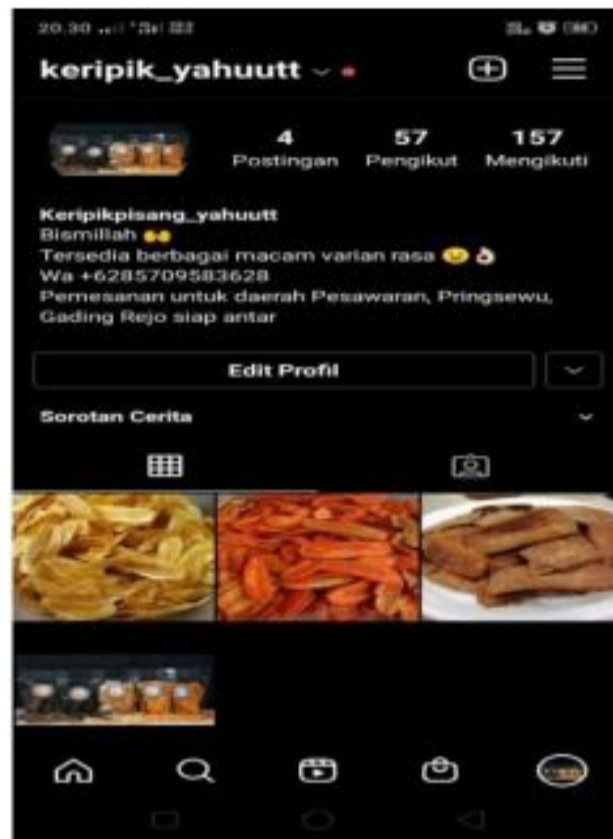 20.30
keripik_yahuutt
4 57 157
Postingan Pengikut Mengikuti
Keripikpisang_yahuutt
Bismillah
Tersedia berbagai macam varian rasa
Wa +6285709583628
Pemesanan untuk daerah Pesawaran, Pringsewu,
Gading Rejo siap antar
Edit Profil
Sorotan Cerita